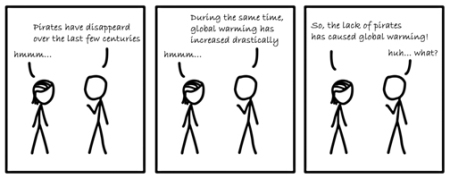 Pirates have disappeard
over the last few centuries
hmmm...
During the same time,
global warming has
increased drastically
hmmm...
So, the lack of pirates
has caused global warming!
huh... what?